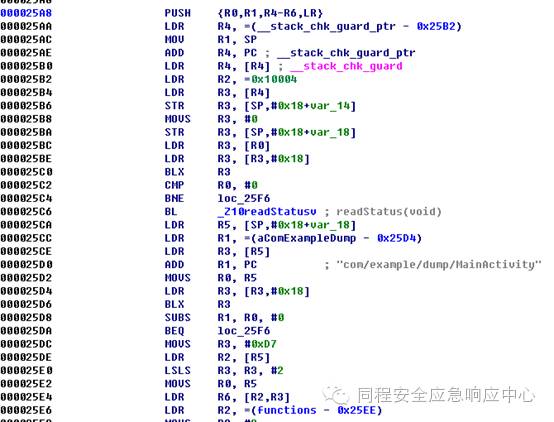 000025A8 PUSH {R0,R1,R4-R6,LR}
000025AA LDR R4, =(__stack_chk_guard_ptr - 0x25B2)
000025AC MOV R1, SP
000025AE ADD R4, PC ; __stack_chk_guard_ptr
000025B0 LDR R4, [R4] ; __stack_chk_guard
000025B2 LDR R2, =0x10004
000025B4 LDR R3, [R4]
000025B6 STR R3, [SP,#0x18+var_14]
000025B8 MOVS R3, #0
000025BA STR R3, [SP,#0x18+var_18]
000025BC LDR R3, [R0]
000025BE LDR R3, [R3,#0x18]
000025C0 BLX R3
000025C2 CMP R0, #0
000025C4 BNE loc_25F6
000025C6 BL _Z10readStatusv ; readStatus(void)
000025CA LDR R5, [SP,#0x18+var_18]
000025CC LDR R1, =(aComExampleDump - 0x25D4)
000025CE LDR R3, [R5]
000025D0 ADD R1, PC ; "com/example/dump/MainActivity"
000025D2 MOVS R0, R5
000025D4 LDR R3, [R3,#0x18]
000025D6 BLX R3
000025D8 SUBS R1, R0, #0
000025DA BEQ loc_25F6
000025DC MOVS R3, #0xD7
000025DE LDR R2, [R5]
000025E0 LSLS R3, R3, #2
000025E2 MOVS R0, R5
000025E4 LDR R6, [R2,R3]
000025E6 LDR R2, =(functions - 0x25EE)
同程安全应急响应中心